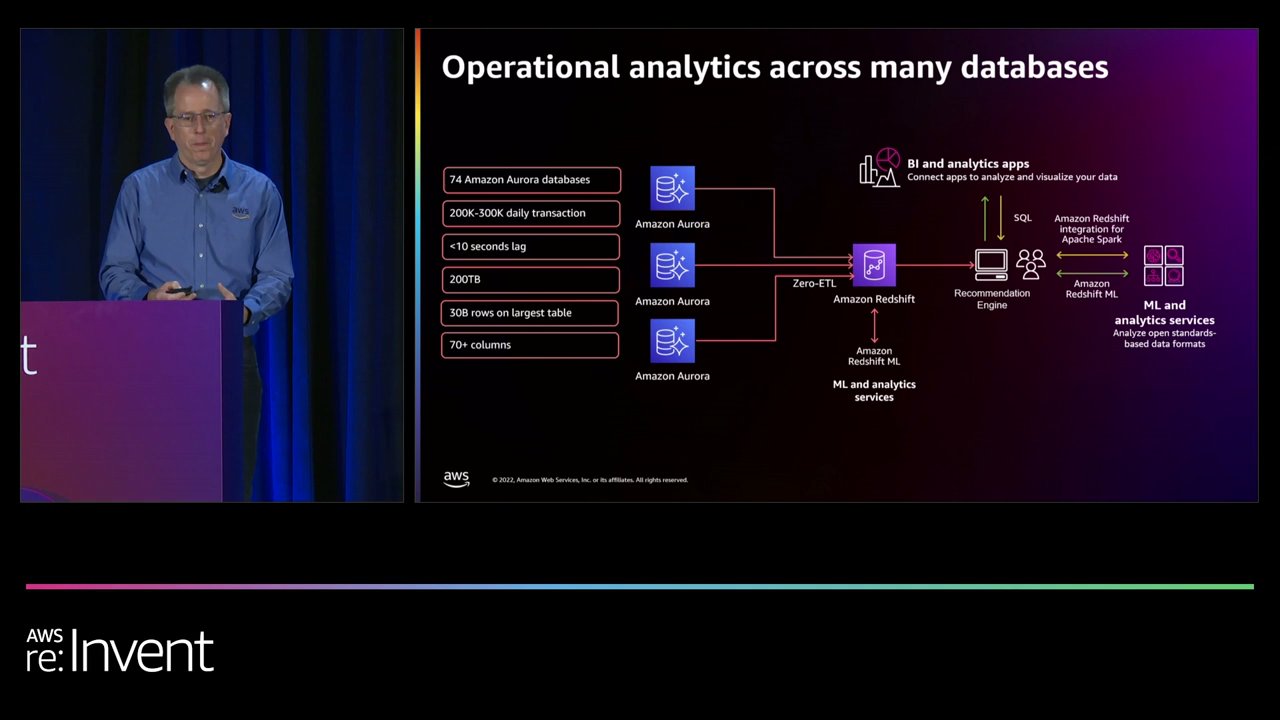 Operational analytics across many databases
74 Amazon Aurora databases
200K-300K daily transaction
<10 seconds lag
200TB
30B rows on largest table
70+ columns
Amazon Aurora
Amazon Aurora
Amazon Aurora
Zero-ETL
Amazon Redshift
Amazon
Redshift ML
ML and analytics
services
BI and analytics apps
Connect apps to analyze and visualize your data
SQL
Recommendation
Engine
Amazon Redshift
integration for
Apache Spark
Amazon
Redshift ML
ML and
analytics services
Analyze open standards-
based data formats
aws
© 2022, Amazon Web Services, Inc. or its affiliates. All rights reserved.
aws
t
AWS
re:Invent